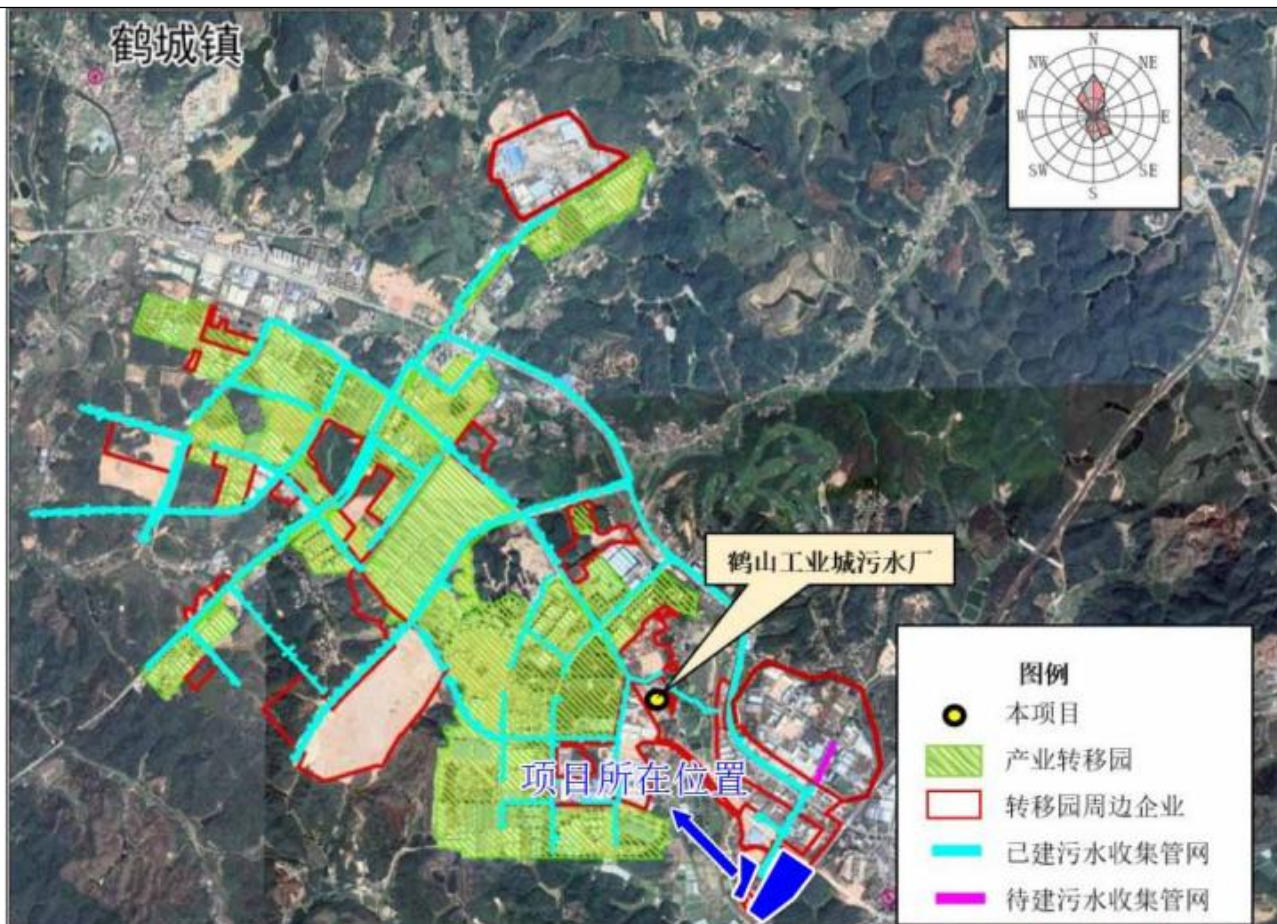 鹤城镇
N
NW
NE
W
E
SW
SE
S
鹤山工业城污水厂
图例
本项目
产业转移园
转移园周边企业
已建污水收集管网
待建污水收集管网
项目所在位置